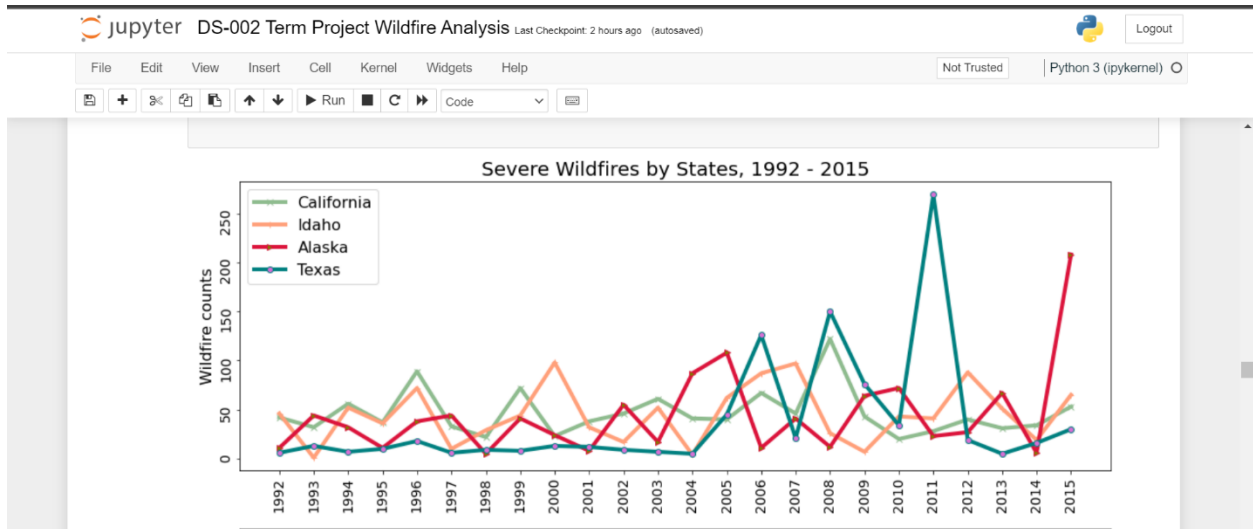 jupyter DS-002 Term Project Wildfire Analysis Last Checkpoint: 2 hours ago (autosaved)
Logout
File Edit View Insert Cell Kernel Widgets Help
Not Trusted
Python 3 (ipykernel)
Run
Code
Severe Wildfires by States, 1992 - 2015
California
Idaho
Alaska
Texas
Wildfire counts
250
200
150
100
50
0
1992 1993 1994 1995 1996 1997 1998 1999 2000 2001 2002 2003 2004 2005 2006 2007 2008 2009 2010 2011 2012 2013 2014 2015